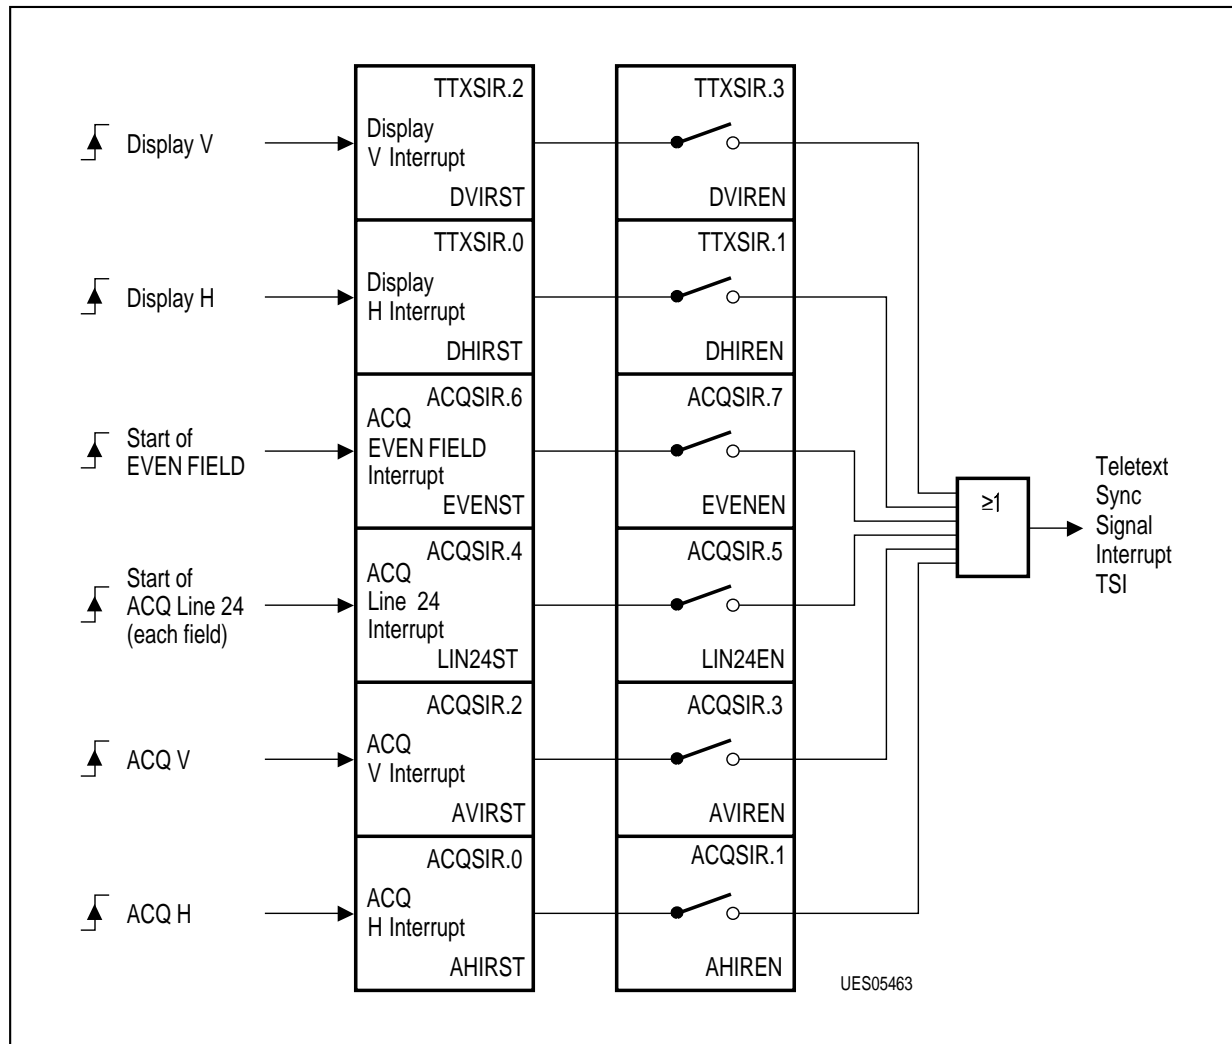 TTXSIR.2
Display V
Display
V Interrupt
DVIRST
TTXSIR.3
DVIREN
TTXSIR.0
Display H
Display
H Interrupt
DHIRST
TTXSIR.1
DHIREN
ACQSIR.6
Start of
EVEN FIELD
ACQ
EVEN FIELD
Interrupt
EVENST
ACQSIR.7
EVENEN
ACQSIR.4
Start of
ACQ Line 24
(each field)
ACQ
Line 24
Interrupt
LIN24ST
ACQSIR.5
LIN24EN
ACQSIR.2
ACQ V
ACQ
V Interrupt
AVIRST
ACQSIR.3
AVIREN
ACQSIR.0
ACQ H
ACQ
H Interrupt
AHIRST
ACQSIR.1
AHIREN
≥1
Teletext
Sync
Signal
Interrupt
TSI
UES05463